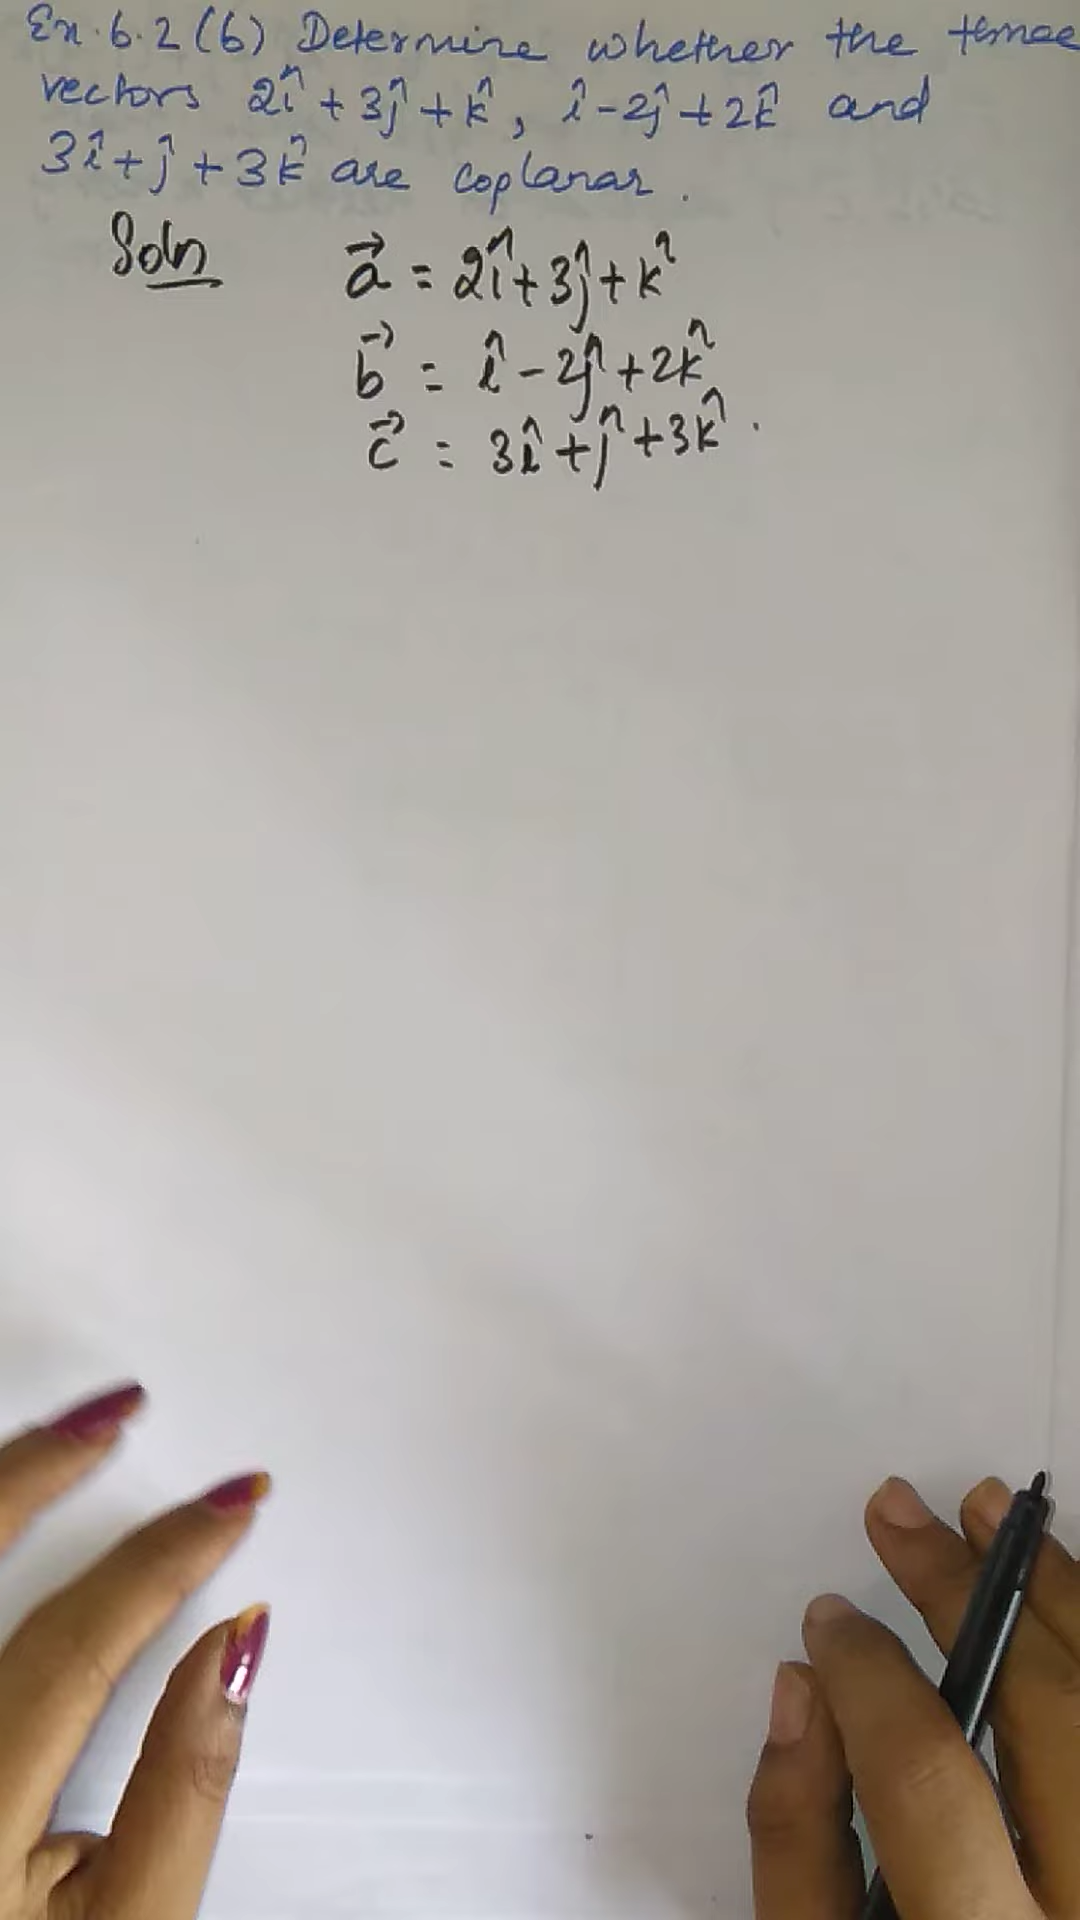 Ex. 6.2 (6) Determine whether the three
vectors 2î + 3ĵ + k̂, î - 2ĵ + 2k̂ and
3î + ĵ + 3k̂ are coplanar.
Soln a⃗ = 2î + 3ĵ + k̂
b⃗ = î - 2ĵ + 2k̂
c⃗ = 3î + ĵ + 3k̂.